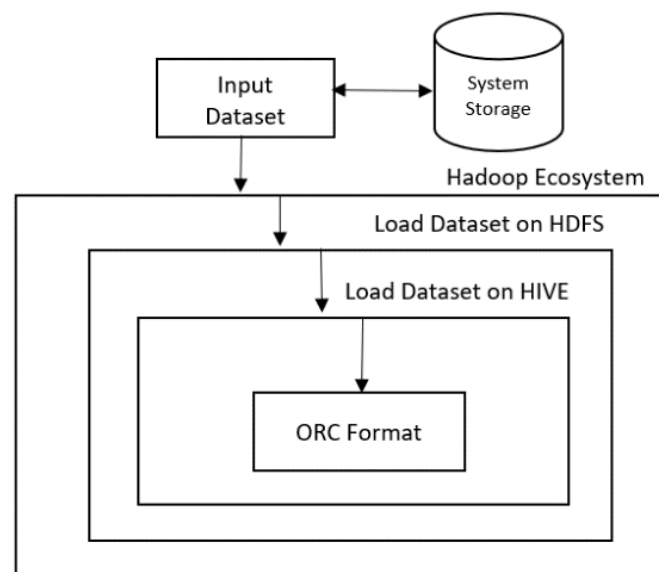 Input
Dataset
System
Storage
Hadoop Ecosystem
Load Dataset on HDFS
Load Dataset on HIVE
ORC Format